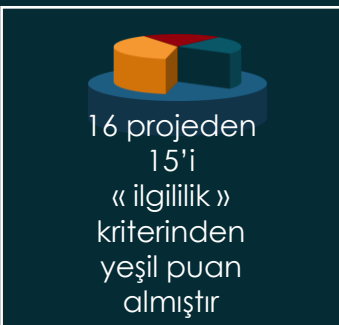 16 projeden
15’i
« ilgililik »
kriterinden
yeşil puan
almıştır